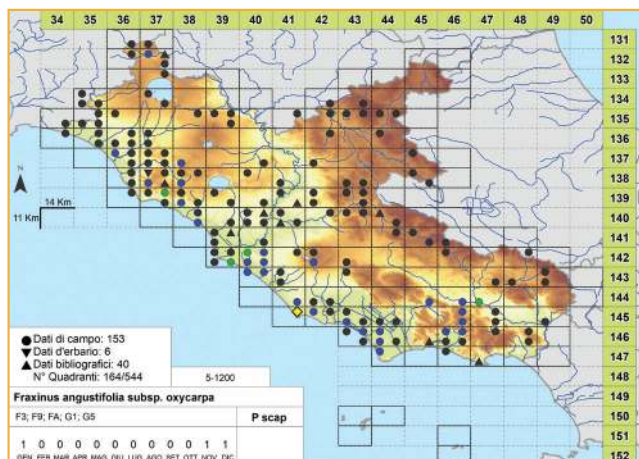 34 35 36 37 38 39 40 41 42 43 44 45 46 47 48 49 50
131
132
133
134
135
136
137
138
139
140
141
142
143
144
145
146
147
148
149
150
151
152
N
14 Km
11 Km
Dati di campo: 153
Dati d'erbario: 6
Dati bibliografici: 40
N° Quadranti: 164/544
5-1200
Fraxinus angustifolia subsp. oxycarpa
F3; F9; FA; G1; G5
P scap
1 0 0 0 0 0 0 0 0 0 1 1
GEN FEB MAR APR MAG GIU LUG AGO SET OTT NOV DIC